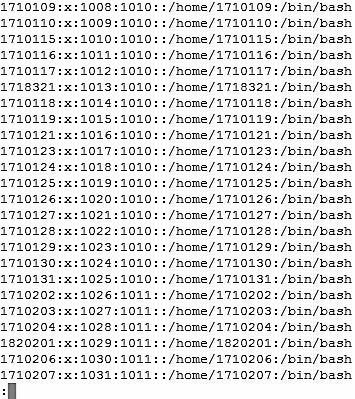 1710109:x:1008:1010::/home/1710109:/bin/bash
1710110:x:1009:1010::/home/1710110:/bin/bash
1710115:x:1010:1010::/home/1710115:/bin/bash
1710116:x:1011:1010::/home/1710116:/bin/bash
1710117:x:1012:1010::/home/1710117:/bin/bash
1718321:x:1013:1010::/home/1718321:/bin/bash
1710118:x:1014:1010::/home/1710118:/bin/bash
1710119:x:1015:1010::/home/1710119:/bin/bash
1710121:x:1016:1010::/home/1710121:/bin/bash
1710123:x:1017:1010::/home/1710123:/bin/bash
1710124:x:1018:1010::/home/1710124:/bin/bash
1710125:x:1019:1010::/home/1710125:/bin/bash
1710126:x:1020:1010::/home/1710126:/bin/bash
1710127:x:1021:1010::/home/1710127:/bin/bash
1710128:x:1022:1010::/home/1710128:/bin/bash
1710129:x:1023:1010::/home/1710129:/bin/bash
1710130:x:1024:1010::/home/1710130:/bin/bash
1710131:x:1025:1010::/home/1710131:/bin/bash
1710202:x:1026:1011::/home/1710202:/bin/bash
1710203:x:1027:1011::/home/1710203:/bin/bash
1710204:x:1028:1011::/home/1710204:/bin/bash
1820201:x:1029:1011::/home/1820201:/bin/bash
1710206:x:1030:1011::/home/1710206:/bin/bash
1710207:x:1031:1011::/home/1710207:/bin/bash
: